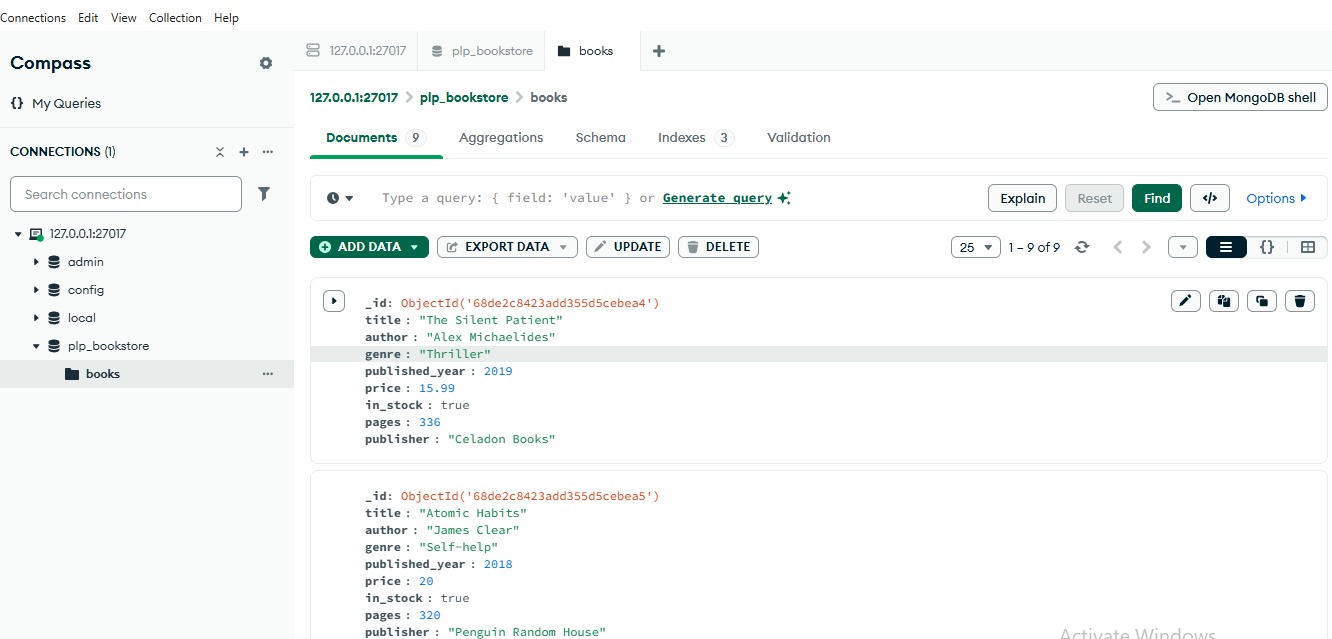 Connections Edit View Collection Help
Compass
{} My Queries
CONNECTIONS (1)
Search connections
127.0.0.1:27017
admin
config
local
plp_bookstore
books
127.0.0.1:27017 plp_bookstore books
127.0.0.1:27017 > plp_bookstore > books
>_ Open MongoDB shell
Documents 9 Aggregations Schema Indexes 3 Validation
Type a query: { field: 'value' } or Generate query
Explain Reset Find </> Options
ADD DATA EXPORT DATA UPDATE DELETE
25 1 – 9 of 9 {}
_id: ObjectId('68de2c8423add355d5cebea4')
title : "The Silent Patient"
author : "Alex Michaelides"
genre : "Thriller"
published_year : 2019
price : 15.99
in_stock : true
pages : 336
publisher : "Celadon Books"
_id: ObjectId('68de2c8423add355d5cebea5')
title : "Atomic Habits"
author : "James Clear"
genre : "Self-help"
published_year : 2018
price : 20
in_stock : true
pages : 320
publisher : "Penguin Random House"
Activate Windows